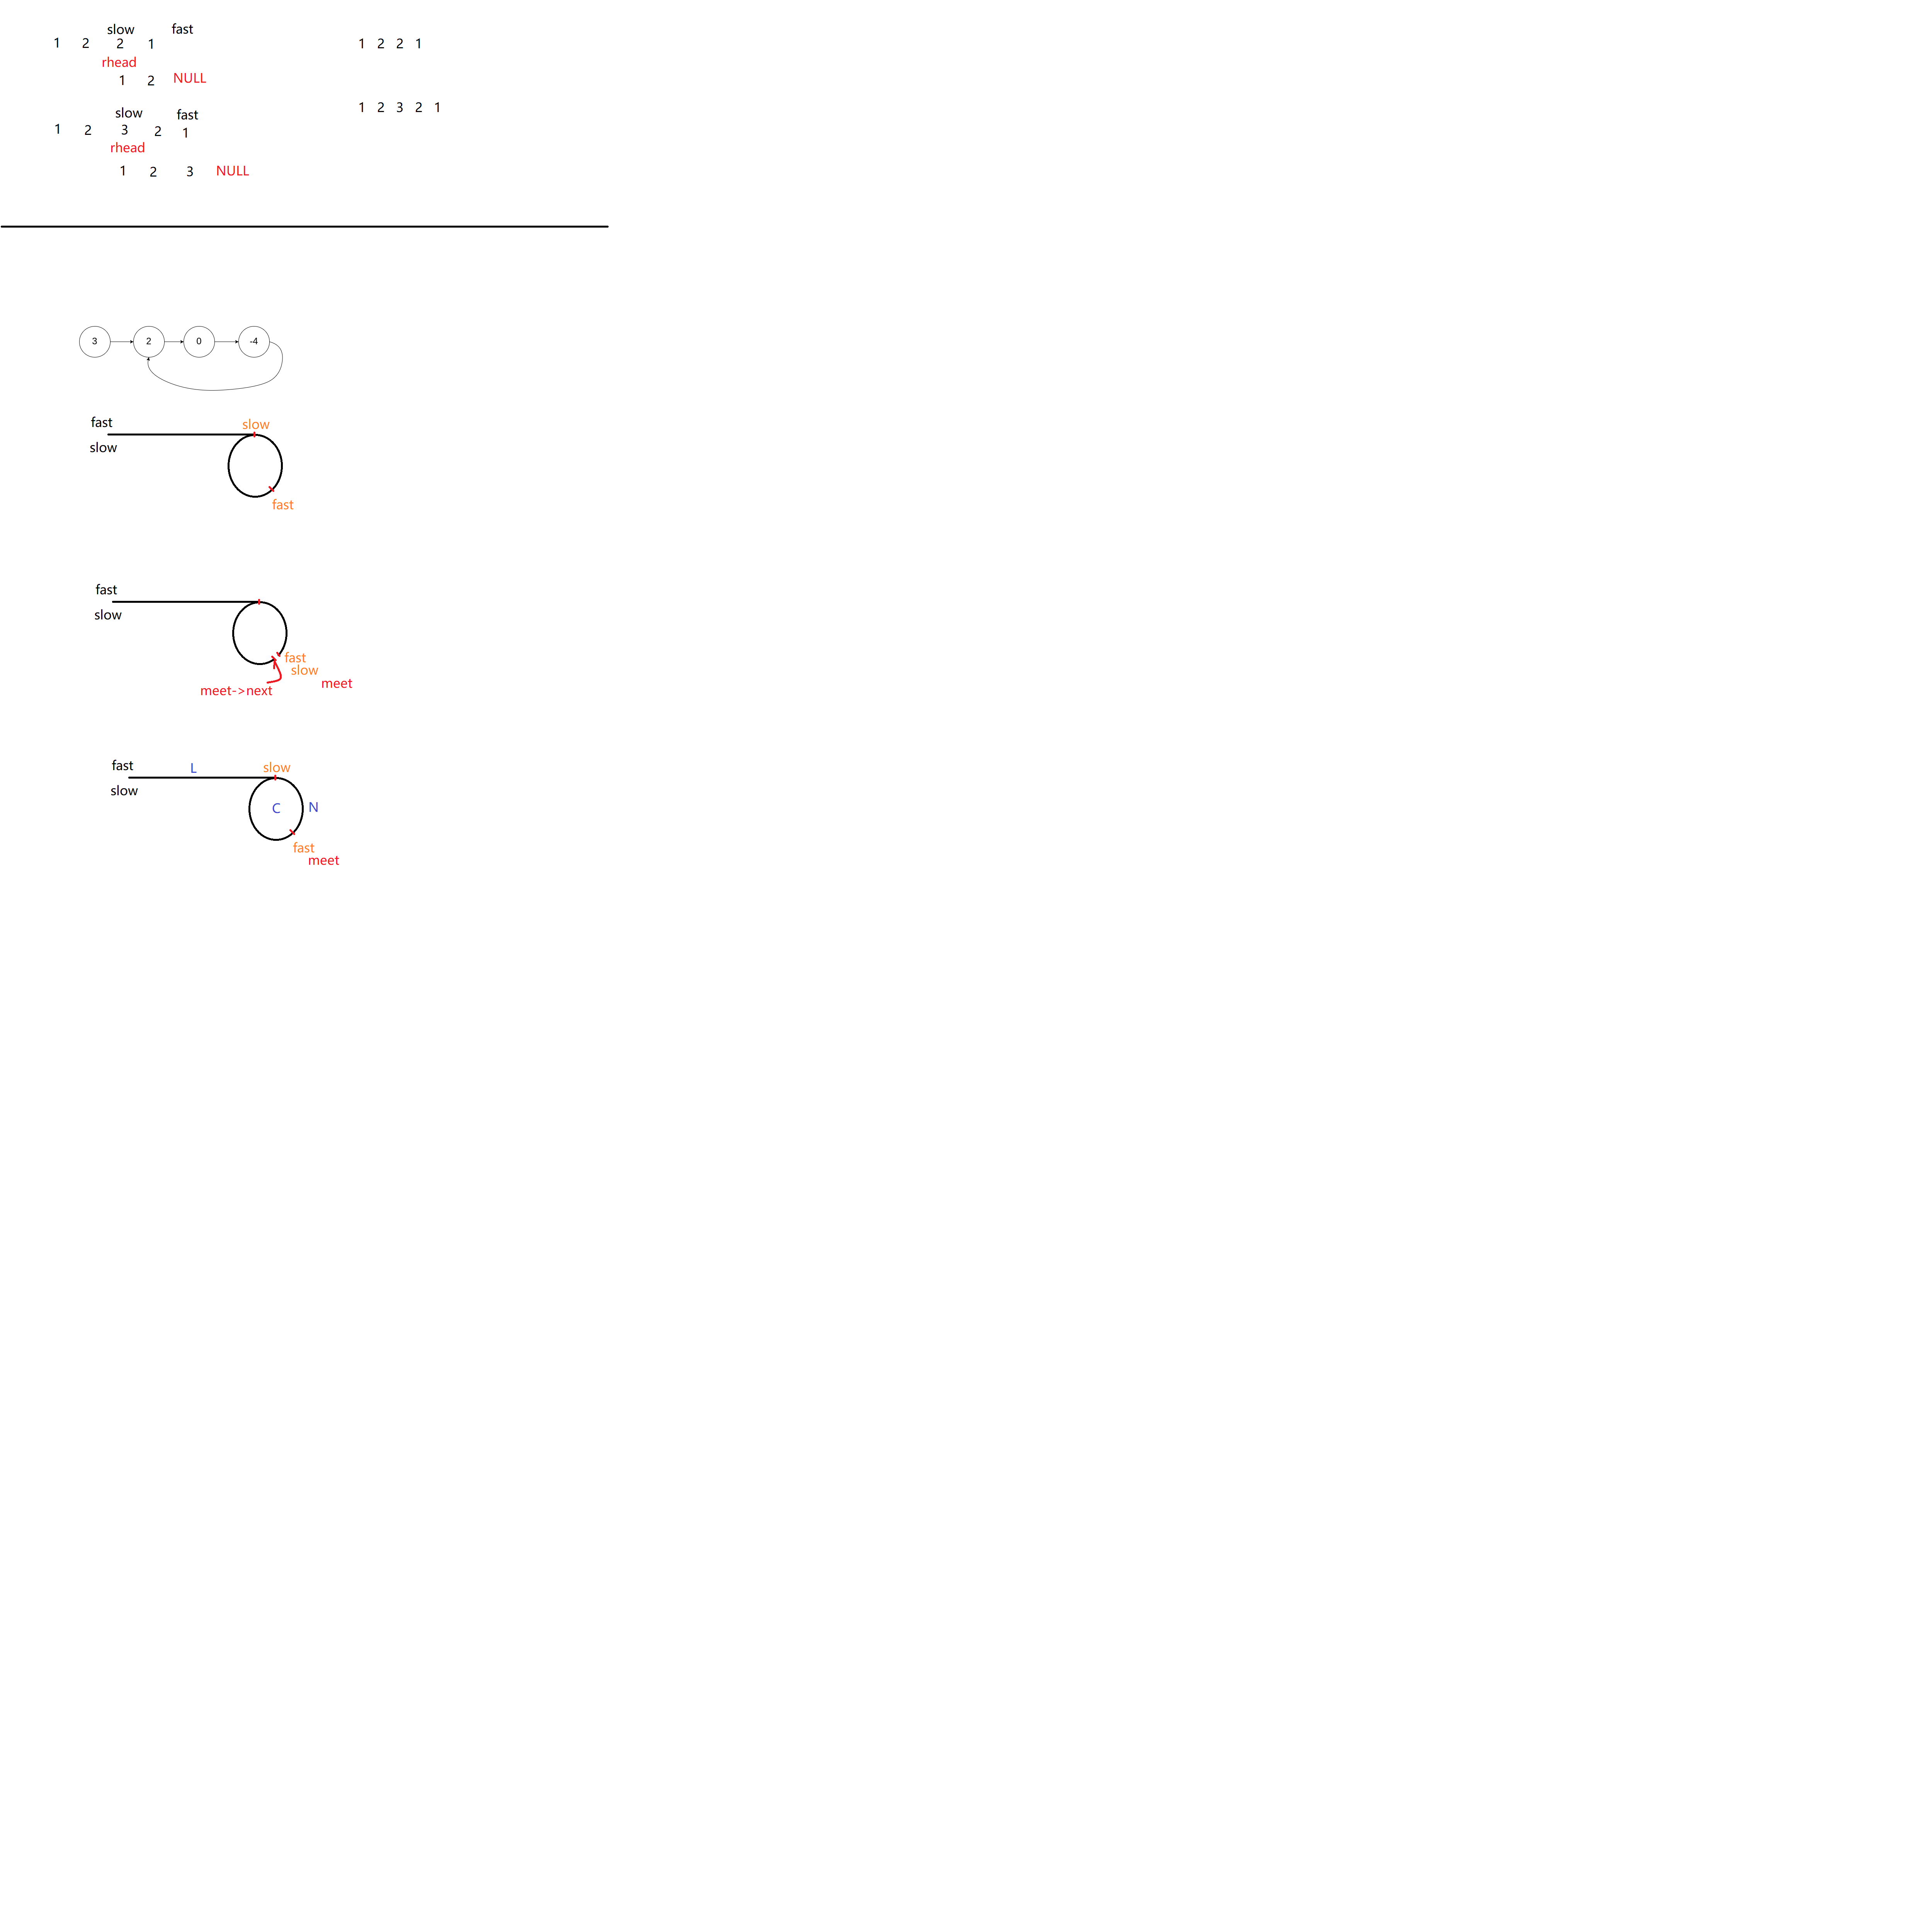 slow fast
1 2 2 1
rhead
1 2 NULL
1 2 2 1
slow fast
1 2 3 2 1
rhead
1 2 3 NULL
1 2 3 2 1
3 2 0 -4
fast slow
slow
fast
fast
slow
fast
slow
meet
meet->next
fast L slow
slow
C N
fast
meet